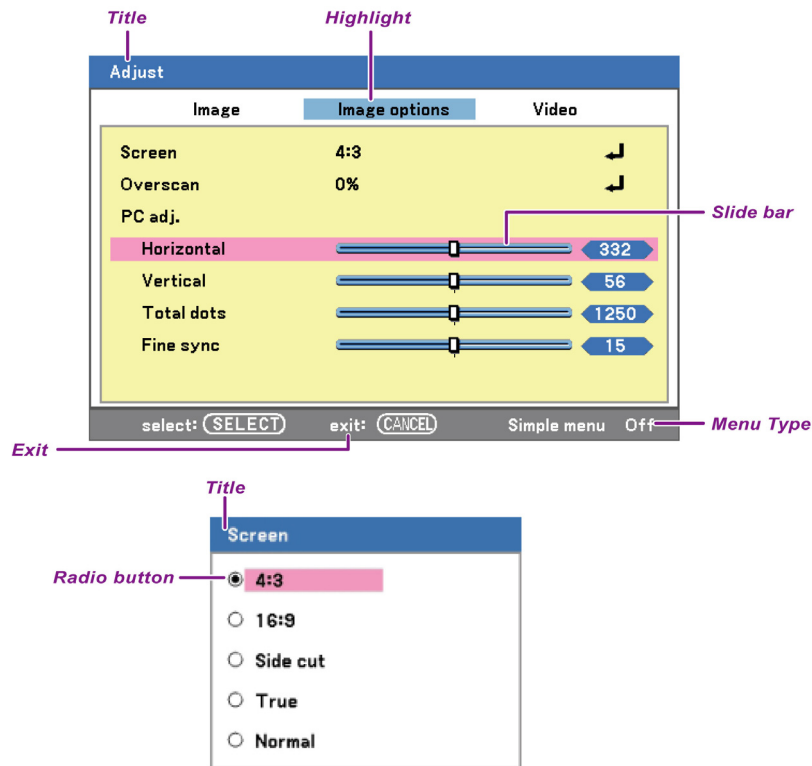 Title Highlight
Adjust
Image Image options Video
Screen 4:3
Overscan 0%
PC adj.
Slide bar
Horizontal 332
Vertical 56
Total dots 1250
Fine sync 15
select: SELECT exit: CANCEL Simple menu Off
Menu Type
Exit
Title
Screen
Radio button
4:3
16:9
Side cut
True
Normal